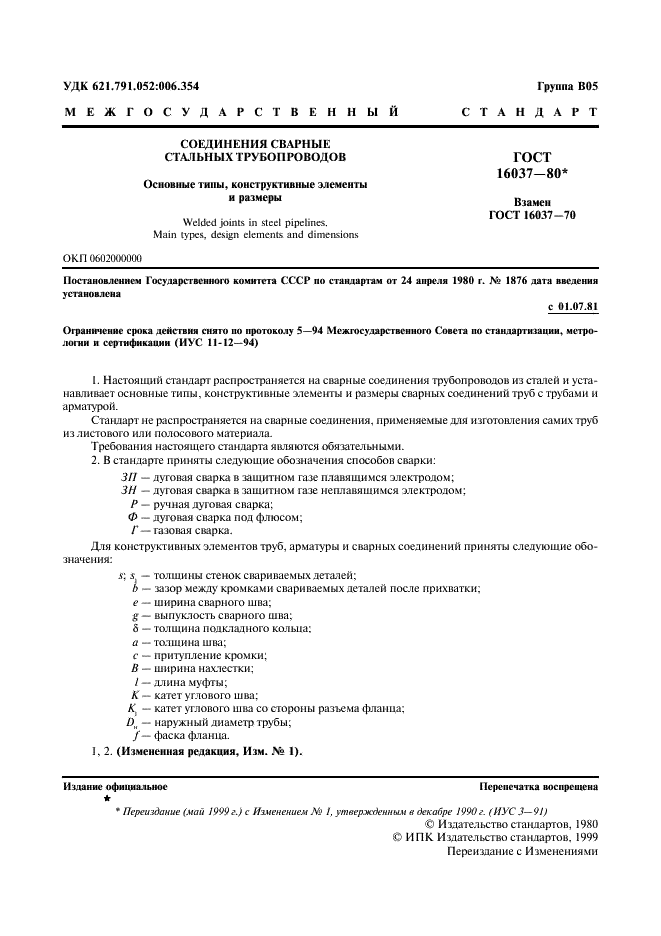 УДК 621.791.052:006.354 Группа В05
МЕЖГОСУДАРСТВЕННЫЙ СТАНДАРТ
СОЕДИНЕНИЯ СВАРНЫЕ
СТАЛЬНЫХ ТРУБОПРОВОДОВ
Основные типы, конструктивные элементы
и размеры
Welded joints in steel pipelines.
Main types, design elements and dimensions
ГОСТ
16037—80*
Взамен
ГОСТ 16037—70
ОКП 0602000000
Постановлением Государственного комитета СССР по стандартам от 24 апреля 1980 г. № 1876 дата введения
установлена
с 01.07.81
Ограничение срока действия снято по протоколу 5—94 Межгосударственного Совета по стандартизации, метро-
логии и сертификации (ИУС 11-12—94)
1. Настоящий стандарт распространяется на сварные соединения трубопроводов из сталей и уста-
навливает основные типы, конструктивные элементы и размеры сварных соединений труб с трубами и
арматурой.
Стандарт не распространяется на сварные соединения, применяемые для изготовления самих труб
из листового или полосового материала.
Требования настоящего стандарта являются обязательными.
2. В стандарте приняты следующие обозначения способов сварки:
ЗП — дуговая сварка в защитном газе плавящимся электродом;
ЗН — дуговая сварка в защитном газе неплавящимся электродом;
Р — ручная дуговая сварка;
Ф — дуговая сварка под флюсом;
Г — газовая сварка.
Для конструктивных элементов труб, арматуры и сварных соединений приняты следующие обо-
значения:
s; s₁ — толщины стенок свариваемых деталей;
b — зазор между кромками свариваемых деталей после прихватки;
e — ширина сварного шва;
g — выпуклость сварного шва;
δ — толщина подкладного кольца;
a — толщина шва;
c — притупление кромки;
B — ширина нахлестки;
l — длина муфты;
K — катет углового шва;
K₁ — катет углового шва со стороны разъема фланца;
Dн — наружный диаметр трубы;
f — фаска фланца.
1, 2. (Измененная редакция, Изм. № 1).
Издание официальное Перепечатка воспрещена
★
* Переиздание (май 1999 г.) с Изменением № 1, утвержденным в декабре 1990 г. (ИУС 3—91)
© Издательство стандартов, 1980
© ИПК Издательство стандартов, 1999
Переиздание с Изменениями